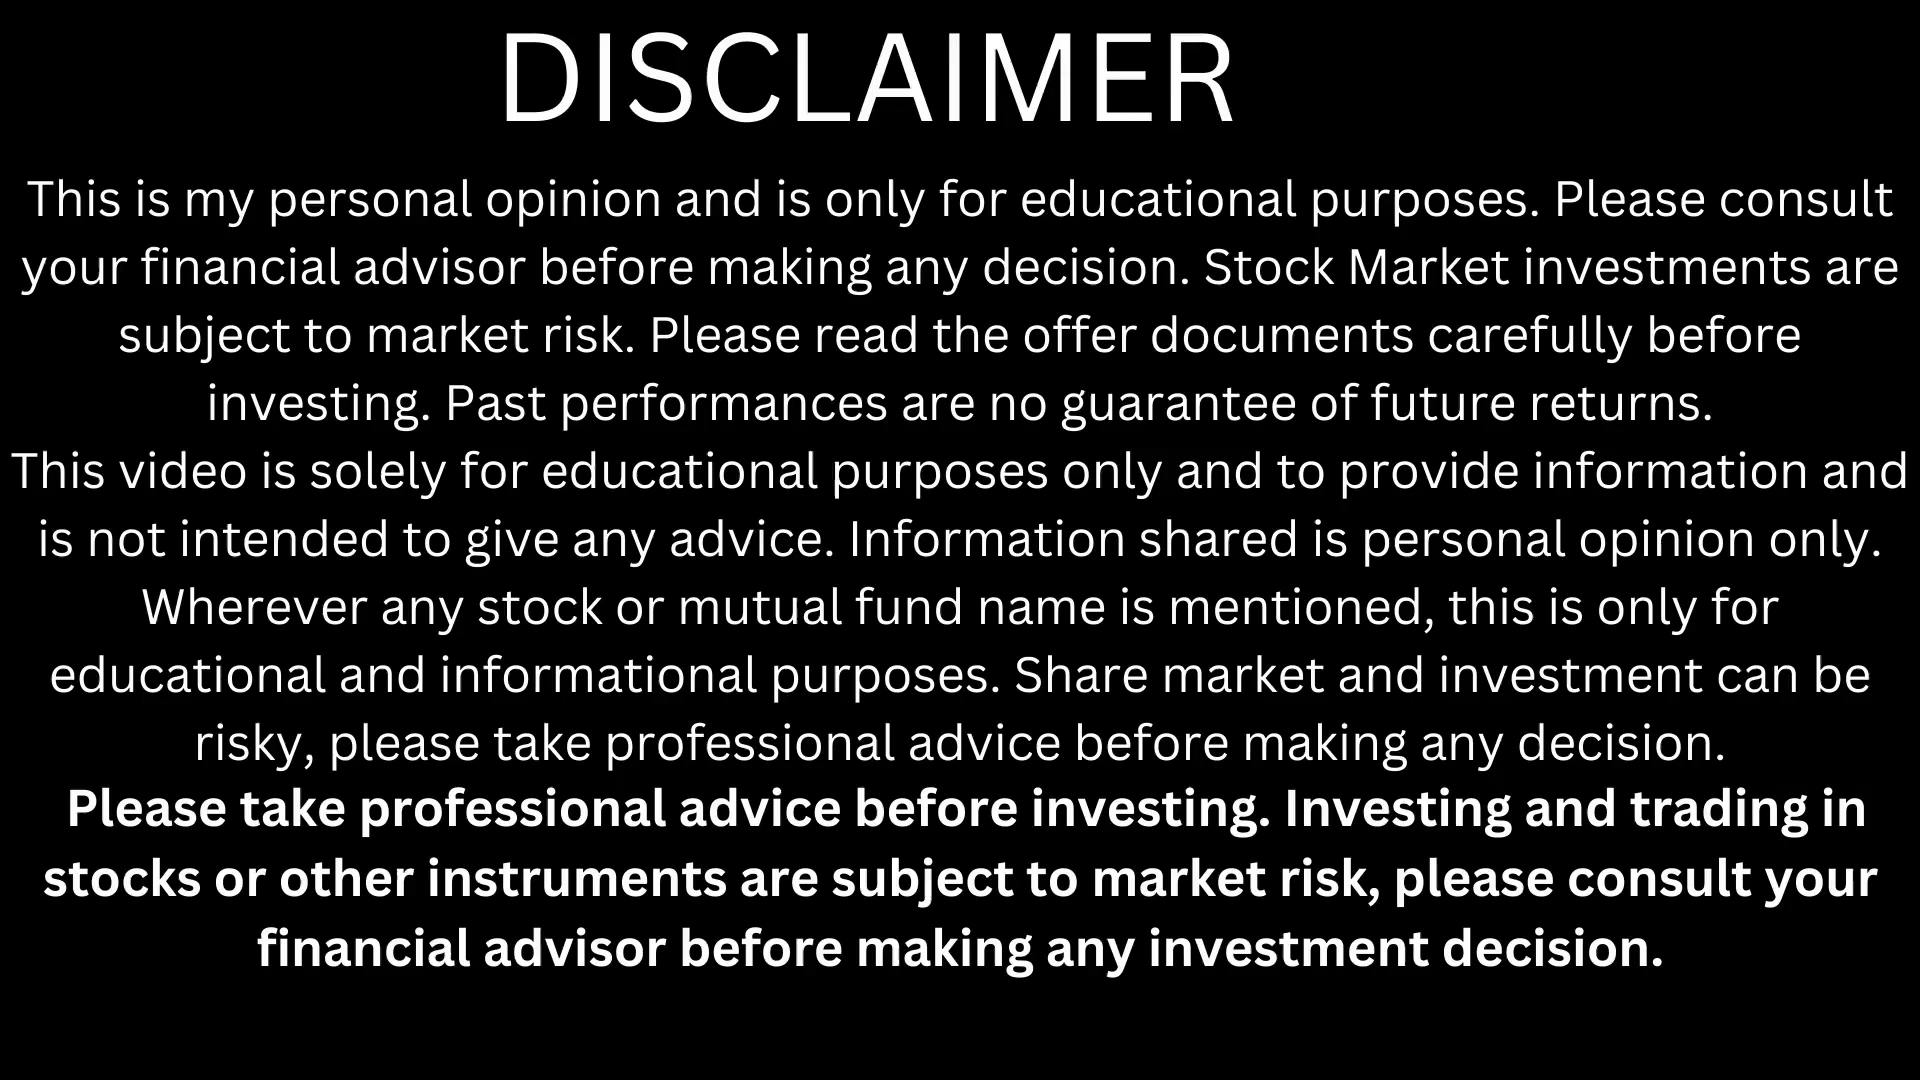 DISCLAIMER
This is my personal opinion and is only for educational purposes. Please consult
your financial advisor before making any decision. Stock Market investments are
subject to market risk. Please read the offer documents carefully before
investing. Past performances are no guarantee of future returns.
This video is solely for educational purposes only and to provide information and
is not intended to give any advice. Information shared is personal opinion only.
Wherever any stock or mutual fund name is mentioned, this is only for
educational and informational purposes. Share market and investment can be
risky, please take professional advice before making any decision.
Please take professional advice before investing. Investing and trading in
stocks or other instruments are subject to market risk, please consult your
financial advisor before making any investment decision.